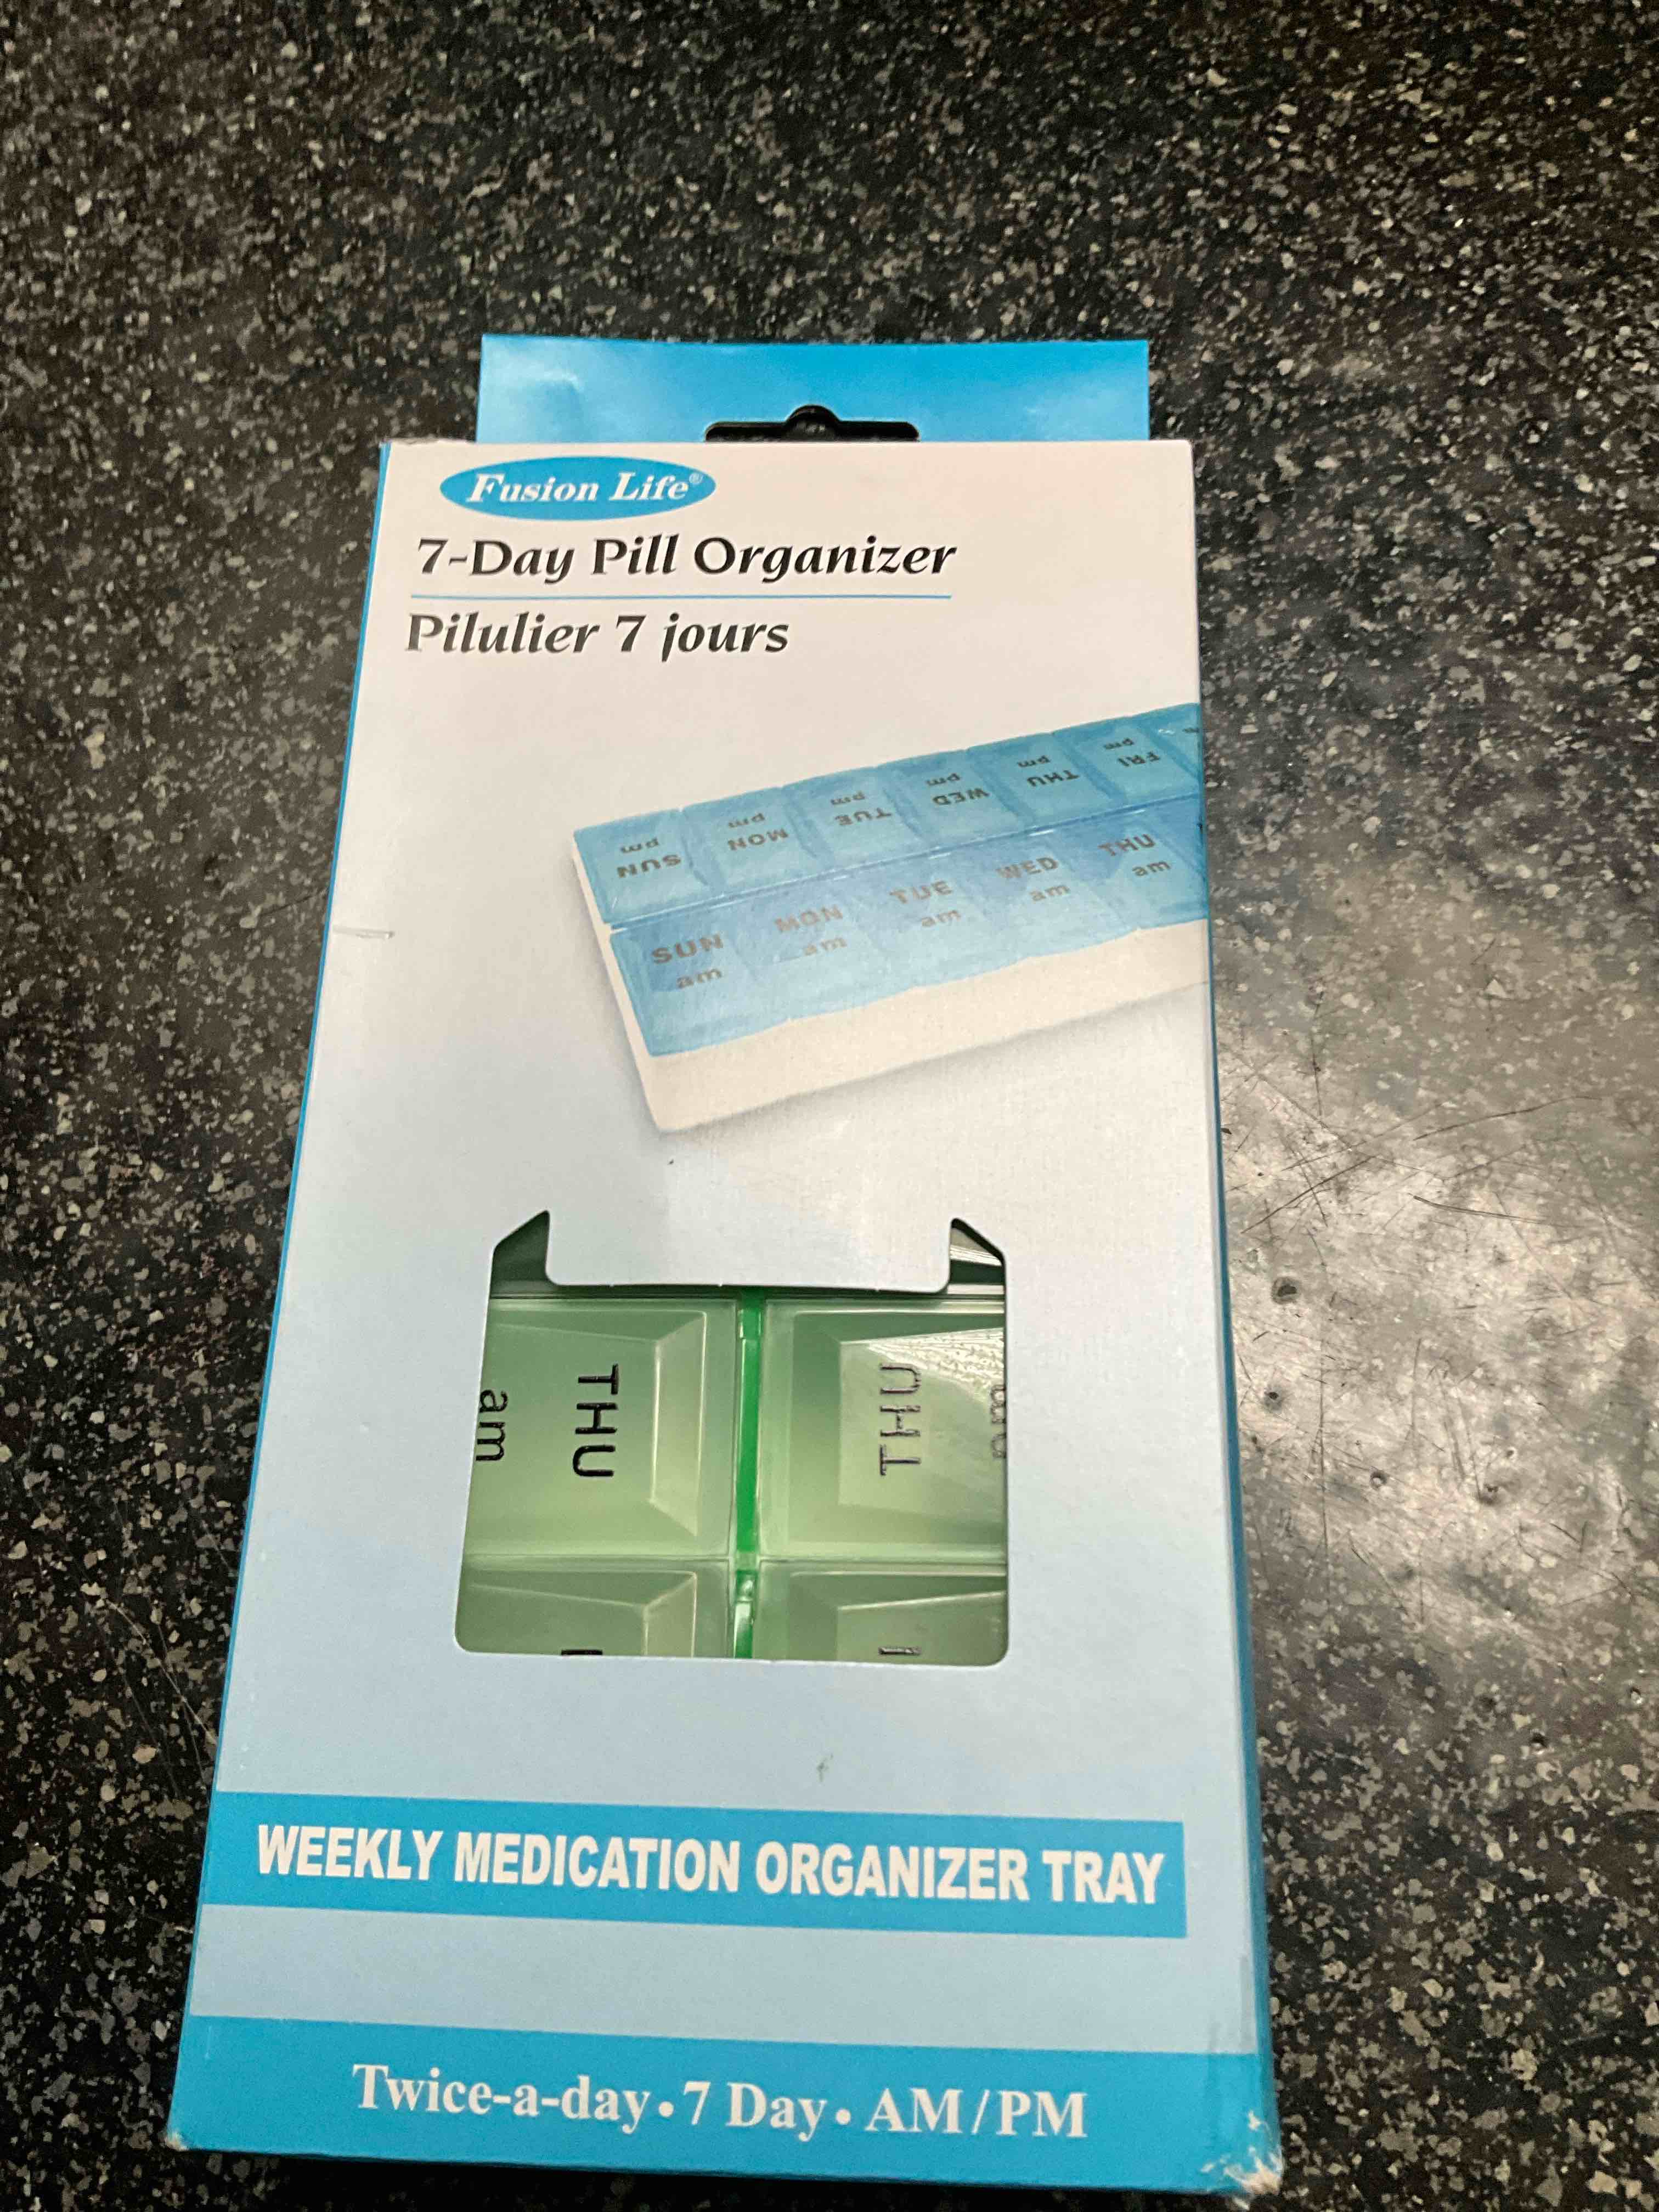 Fusion Life®
7-Day Pill Organizer
Pilulier 7 jours
SUN MON TUE WED THU FRI
pm pm pm pm pm pm
SUN MON TUE WED THU
am am am am am
THU THU
am pm
WEEKLY MEDICATION ORGANIZER TRAY
Twice-a-day • 7 Day • AM/PM